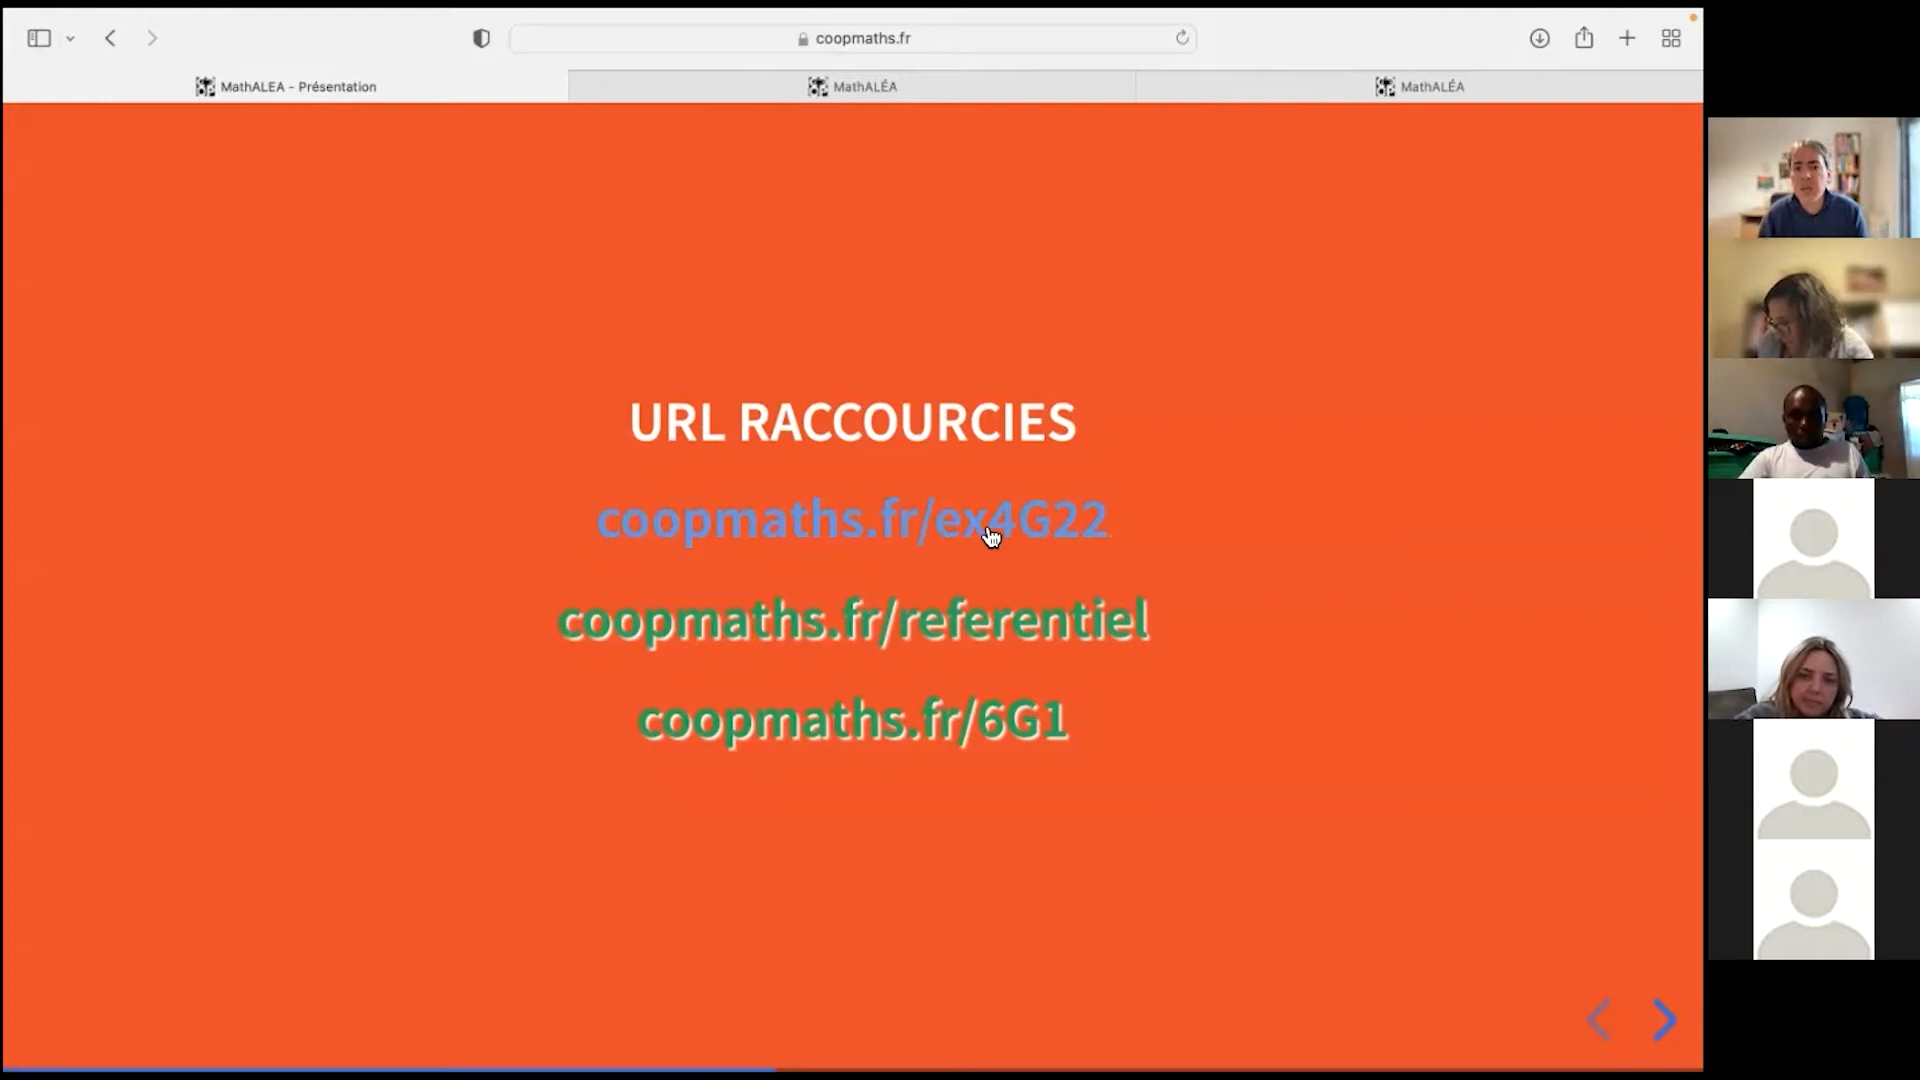 coopmaths.fr
MathALEA - Présentation
MathALÉA
MathALÉA
URL RACCOURCIES
coopmaths.fr/ex4G22
coopmaths.fr/referentiel
coopmaths.fr/6G1